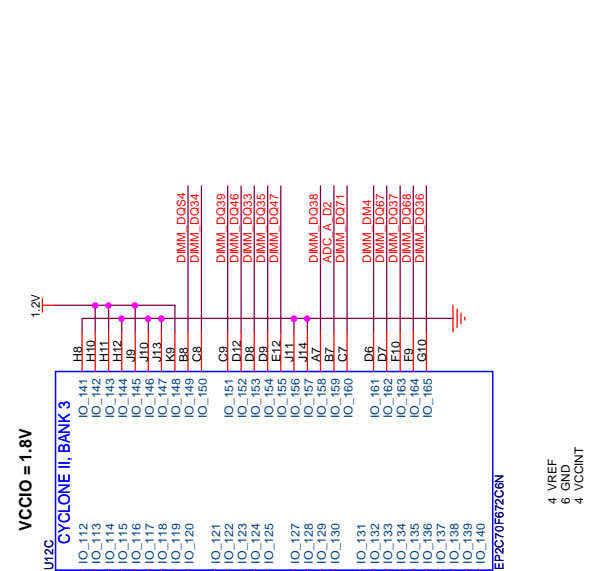 VCCIO = 1.8V
U12C
CYCLONE II, BANK 3
EP2C70F672C6N
1.2V
H8 IO_141
H10 IO_142
H11 IO_143
H12 IO_144
J9 IO_145
J10 IO_146
J13 IO_147
K9 IO_148
DIMM_DQS4 B8 IO_149
DIMM_DQ34 C8 IO_150
DIMM_DQ39 C9 IO_151
DIMM_DQ46 D12 IO_152
DIMM_DQ33 D8 IO_153
DIMM_DQ35 D9 IO_154
DIMM_DQ47 E12 IO_155
J11 IO_156
J14 IO_157
DIMM_DQ38 A7 IO_158
ADC_A_D2 B7 IO_159
DIMM_DQ71 C7 IO_160
DIMM_DM4 D6 IO_161
DIMM_DQ67 D7 IO_162
DIMM_DQ37 F10 IO_163
DIMM_DQ68 F9 IO_164
DIMM_DQ36 G10 IO_165
IO_112
IO_113
IO_114
IO_115
IO_116
IO_117
IO_118
IO_119
IO_120
IO_121
IO_122
IO_123
IO_124
IO_125
IO_127
IO_128
IO_129
IO_130
IO_131
IO_132
IO_133
IO_134
IO_135
IO_136
IO_137
IO_138
IO_139
IO_140
4 VREF
6 GND
4 VCCINT